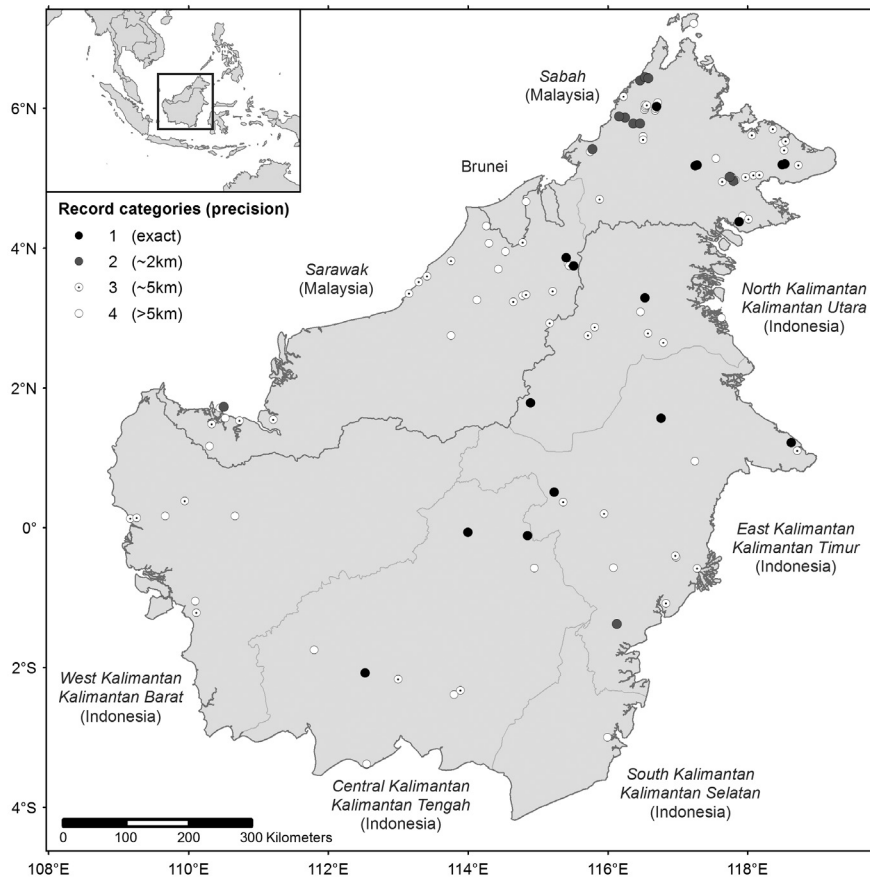 6°N
4°N
2°N
0°
2°S
4°S
Record categories (precision)
1 (exact)
2 (~2km)
3 (~5km)
4 (>5km)
Sabah
(Malaysia)
Brunei
Sarawak
(Malaysia)
North Kalimantan
Kalimantan Utara
(Indonesia)
East Kalimantan
Kalimantan Timur
(Indonesia)
West Kalimantan
Kalimantan Barat
(Indonesia)
Central Kalimantan
Kalimantan Tengah
(Indonesia)
South Kalimantan
Kalimantan Selatan
(Indonesia)
0 100 200 300 Kilometers
108°E 110°E 112°E 114°E 116°E 118°E